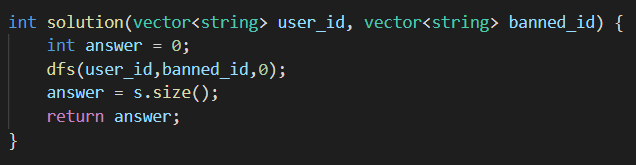 int solution(vector<string> user_id, vector<string> banned_id) {
    int answer = 0;
    dfs(user_id,banned_id,0);
    answer = s.size();
    return answer;
}